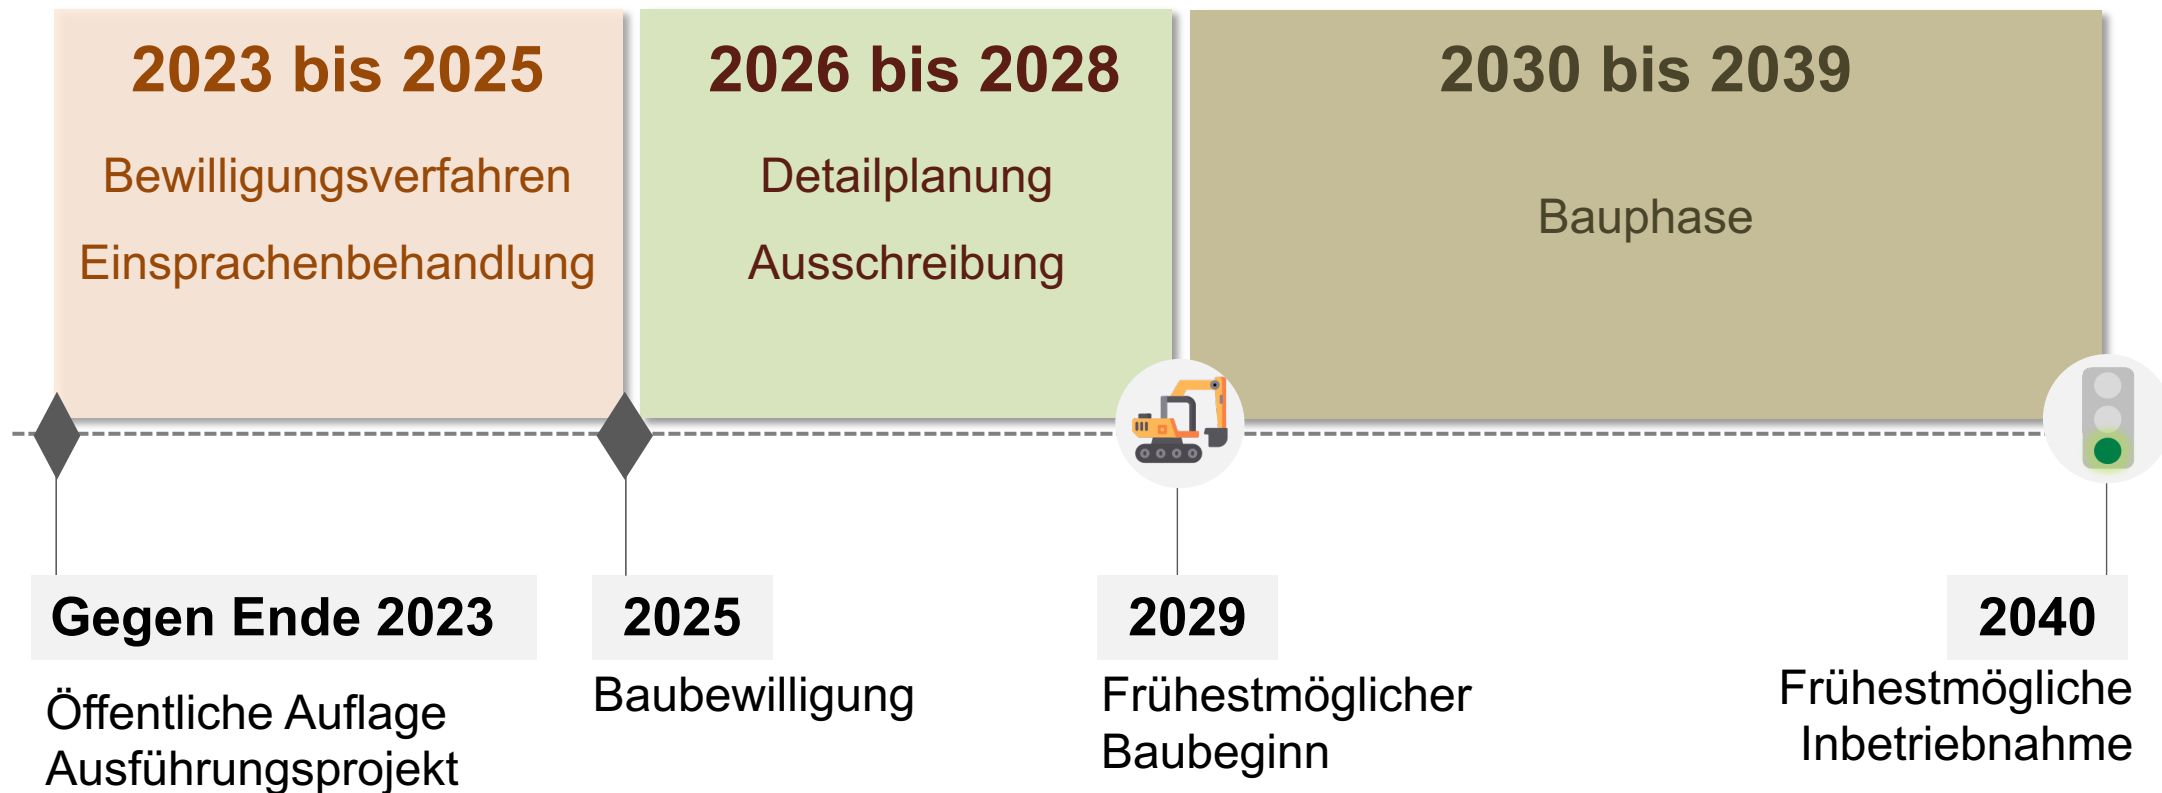 2023 bis 2025
Bewilligungsverfahren
Einsprachenbehandlung
2026 bis 2028
Detailplanung
Ausschreibung
2030 bis 2039
Bauphase
Gegen Ende 2023
Öffentliche Auflage
Ausführungsprojekt
2025
Baubewilligung
2029
Frühestmöglicher
Baubeginn
2040
Frühestmögliche
Inbetriebnahme